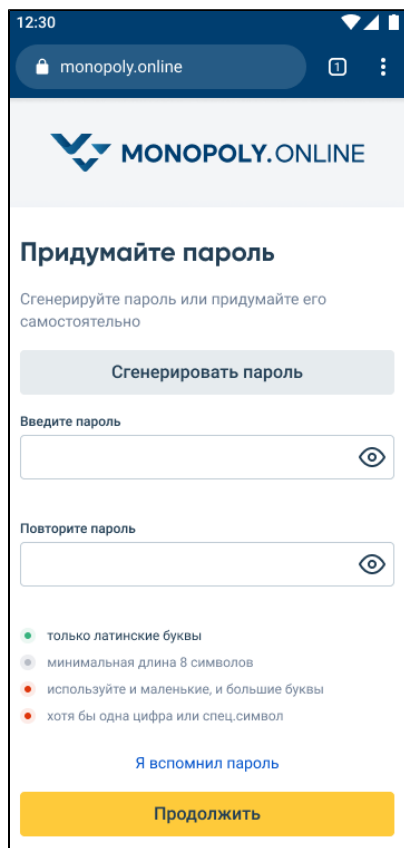 12:30
monopoly.online
1
MONOPOLY.ONLINE
Придумайте пароль
Сгенерируйте пароль или придумайте его
самостоятельно
Сгенерировать пароль
Введите пароль
Повторите пароль
только латинские буквы
минимальная длина 8 символов
используйте и маленькие, и большие буквы
хотя бы одна цифра или спец.символ
Я вспомнил пароль
Продолжить